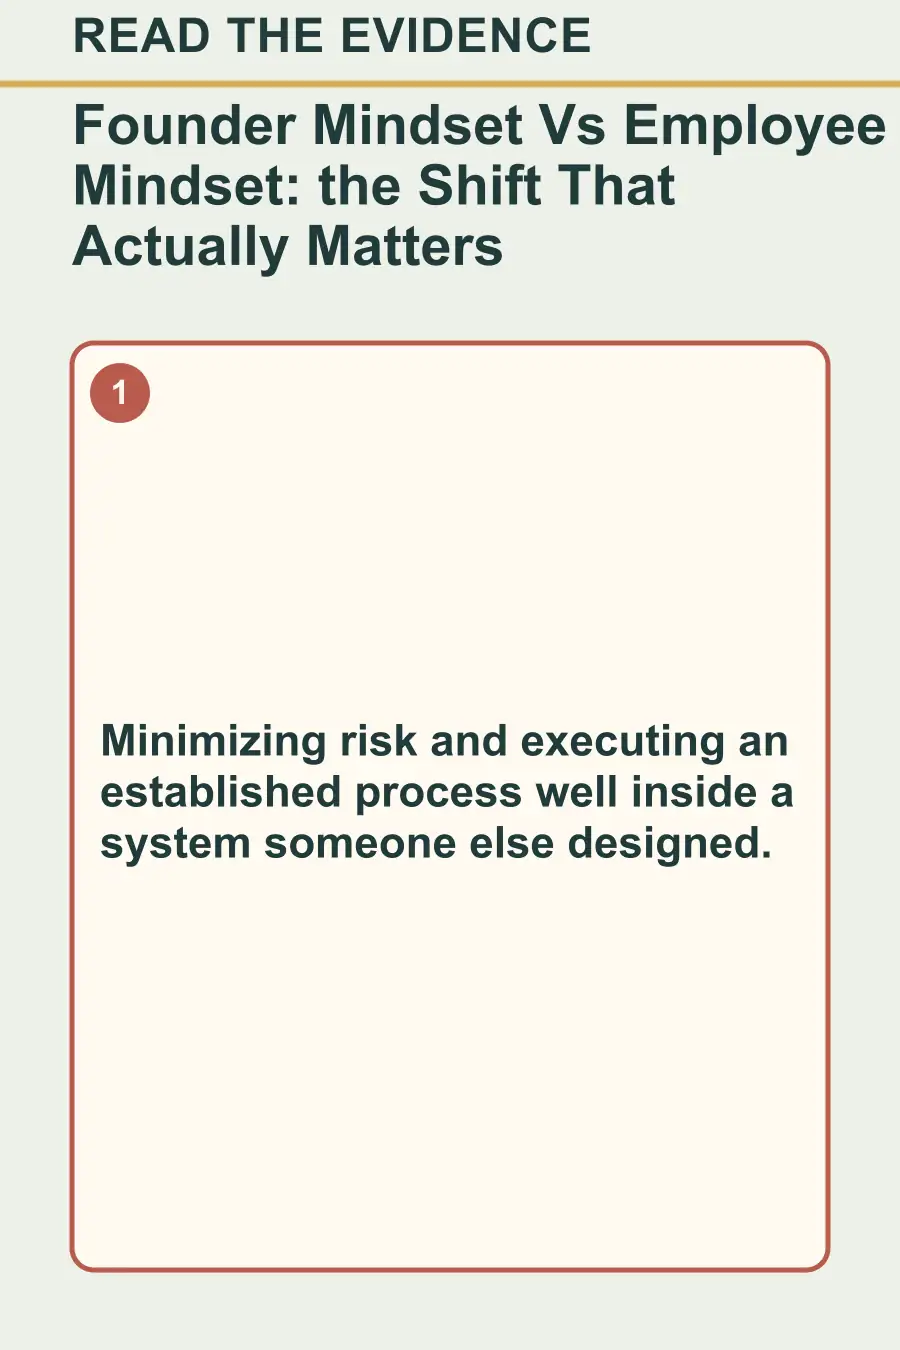 READ THE EVIDENCE
Founder Mindset Vs Employee
Mindset: the Shift That
Actually Matters
1
Minimizing risk and executing an
established process well inside a
system someone else designed.